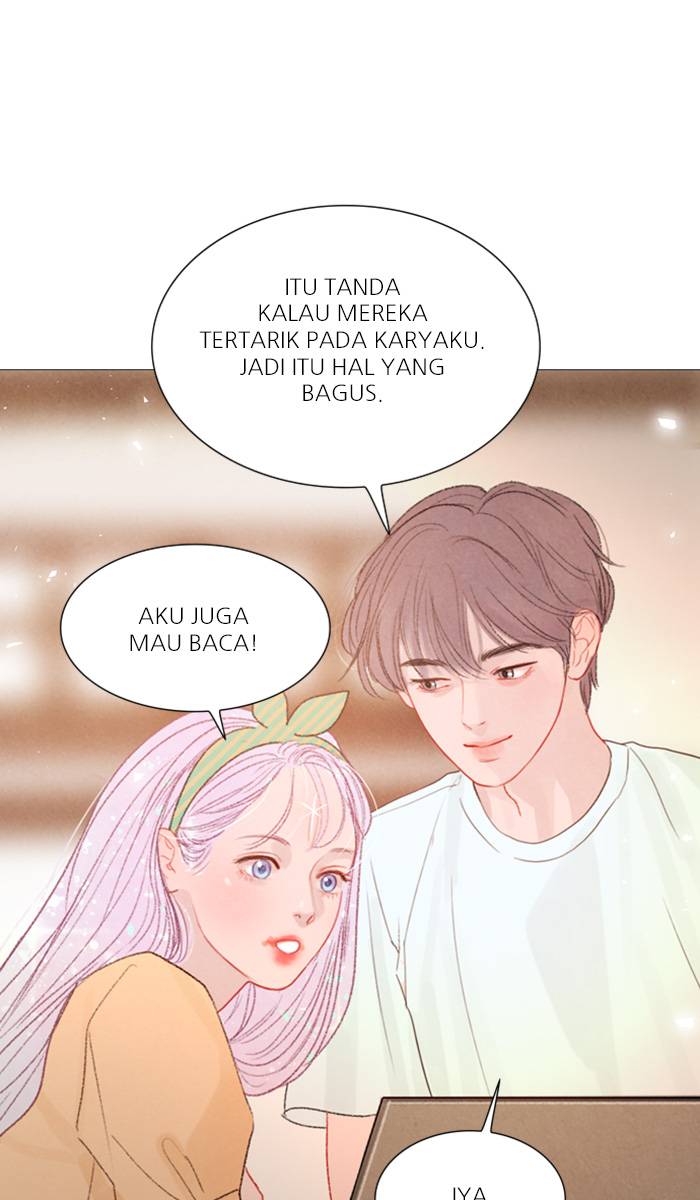 ITU TANDA
KALAU MEREKA
TERTARIK PADA KARYAKU.
JADI ITU HAL YANG
BAGUS.
AKU JUGA
MAU BACA!
IYA